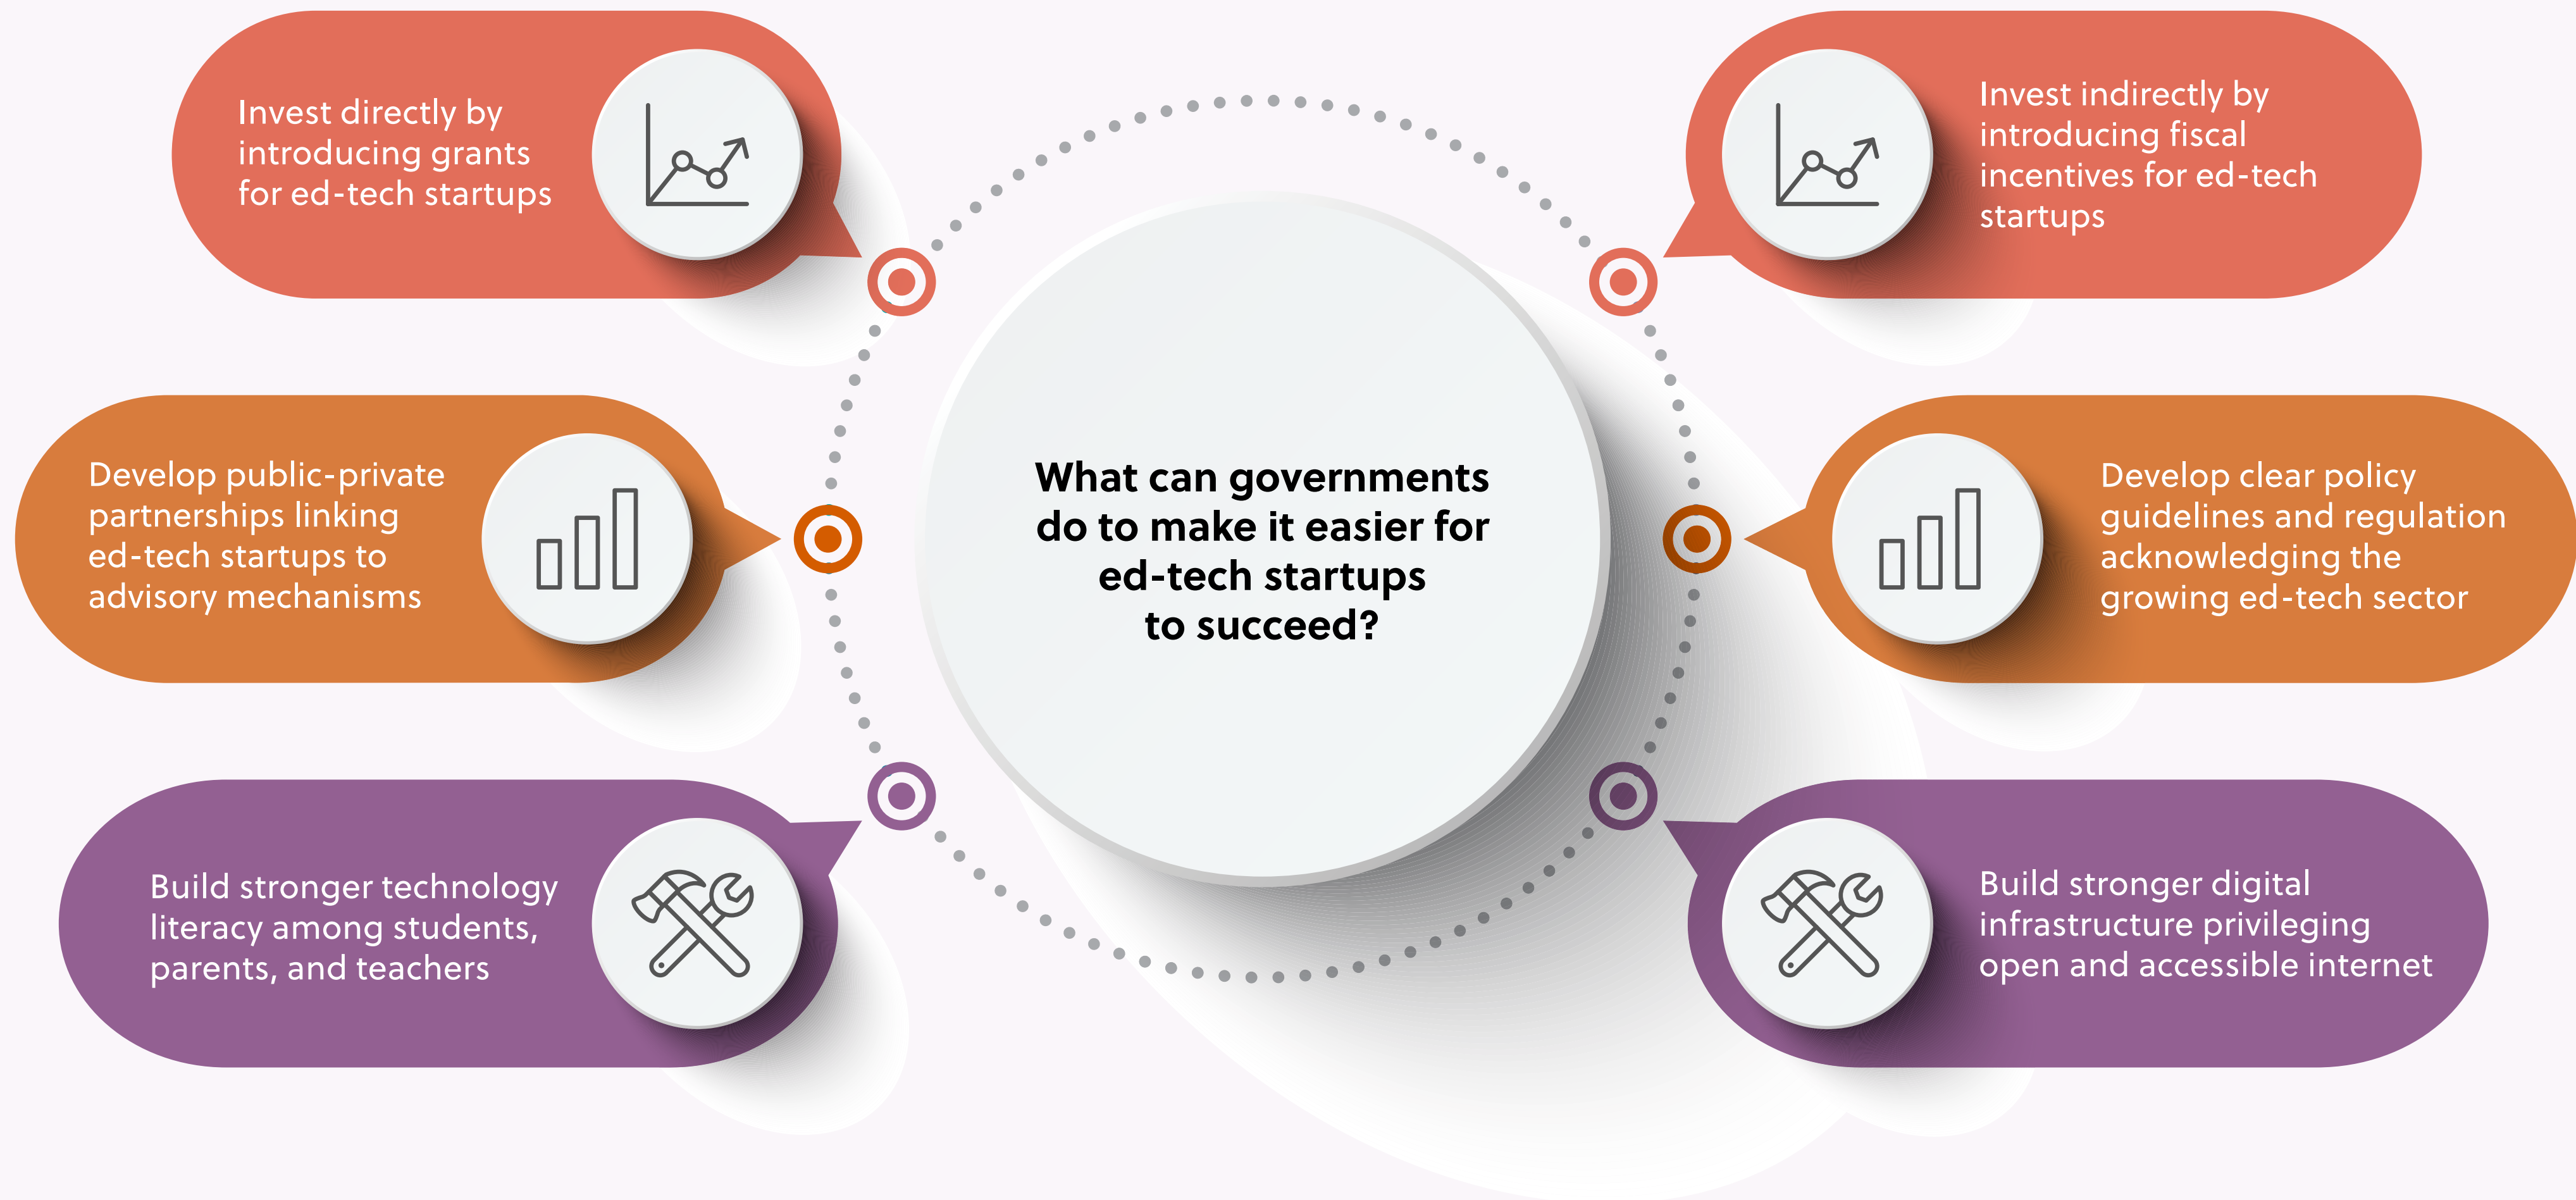 Invest directly by
introducing grants
for ed-tech startups
Invest indirectly by
introducing fiscal
incentives for ed-tech
startups
What can governments
do to make it easier for
ed-tech startups
to succeed?
Develop public-private
partnerships linking
ed-tech startups to
advisory mechanisms
Develop clear policy
guidelines and regulation
acknowledging the
growing ed-tech sector
Build stronger technology
literacy among students,
parents, and teachers
Build stronger digital
infrastructure privileging
open and accessible internet